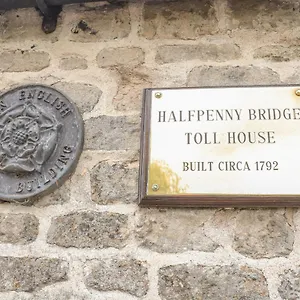 N ENGLISH
BUILDING
HALFPENNY BRIDGE
TOLL HOUSE
BUILT CIRCA 1792